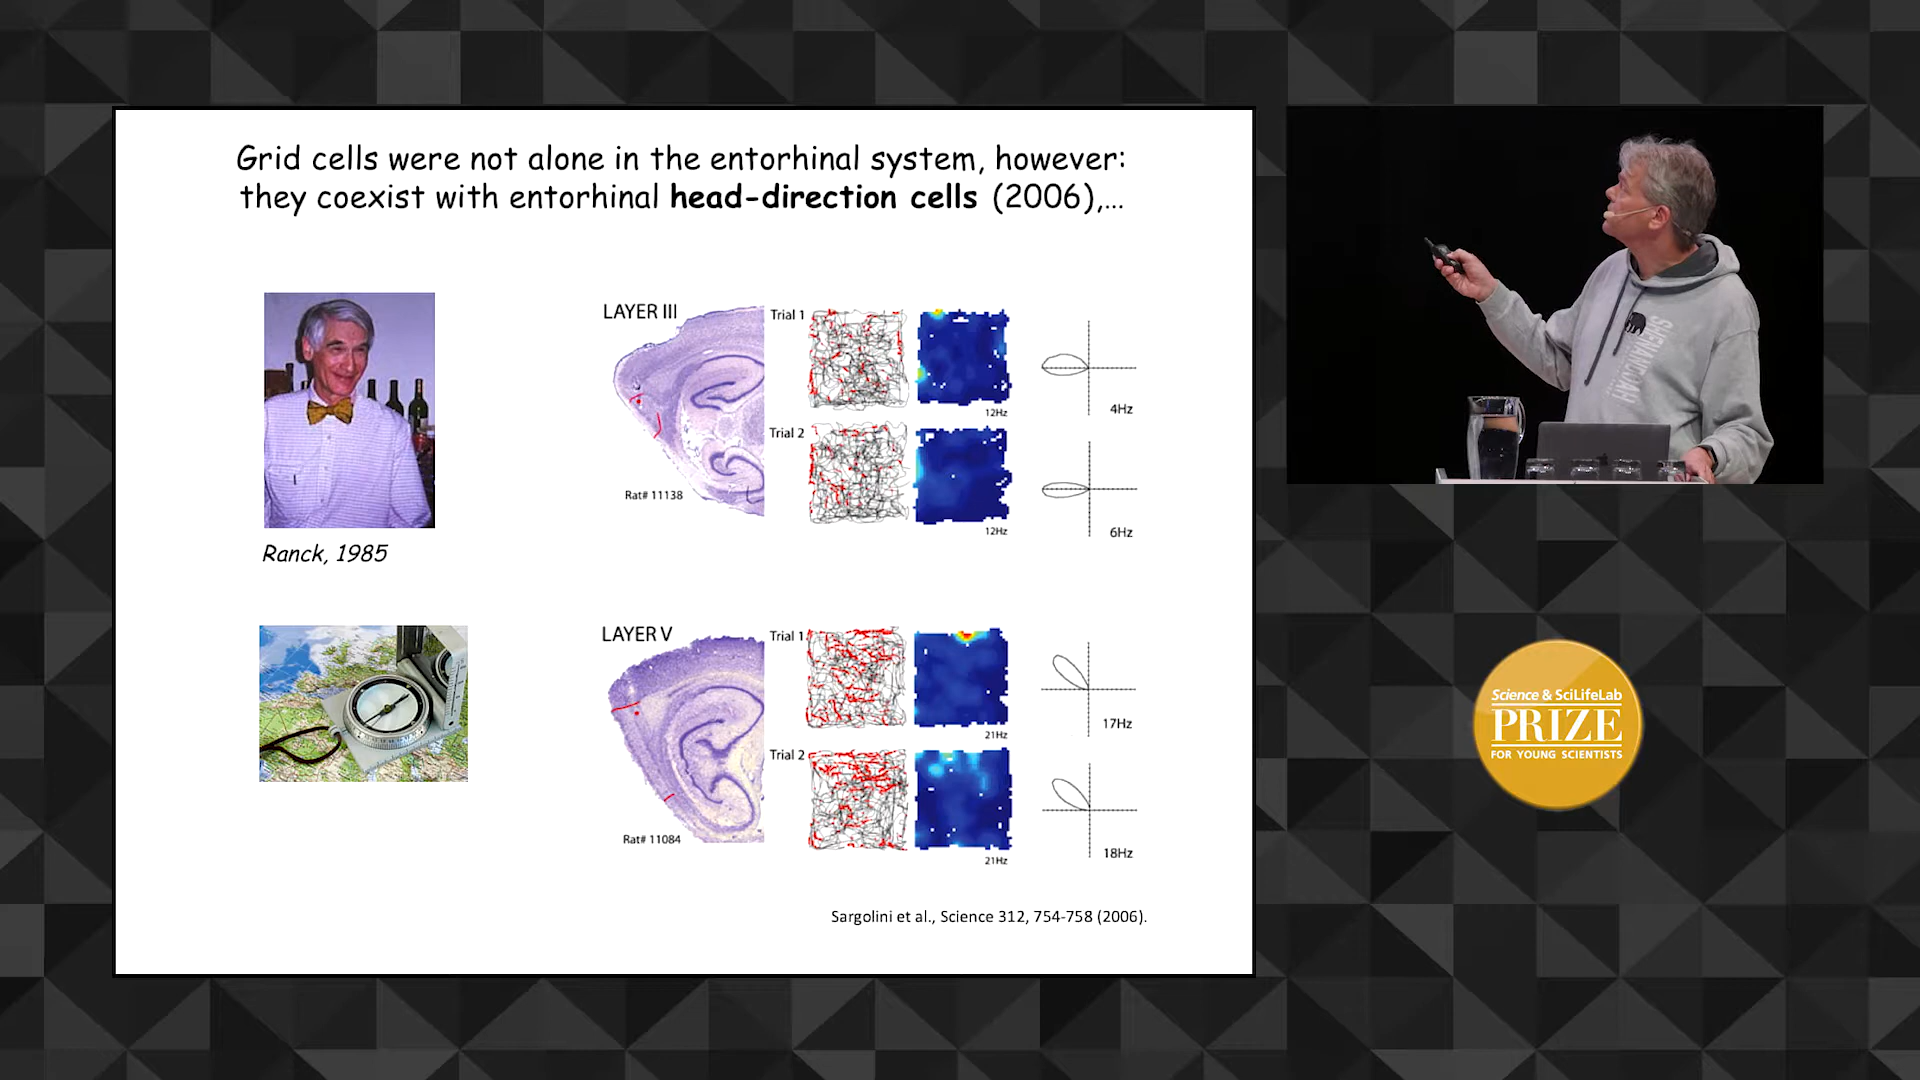 Grid cells were not alone in the entorhinal system, however:
they coexist with entorhinal head-direction cells (2006),...
Ranck, 1985
LAYER III
Rat# 11138
Trial 1
12Hz
4Hz
Trial 2
12Hz
6Hz
LAYER V
Rat# 11084
Trial 1
21Hz
17Hz
Trial 2
21Hz
18Hz
Sargolini et al., Science 312, 754-758 (2006).
SHENANDOAH
Science & SciLifeLab
PRIZE
FOR YOUNG SCIENTISTS